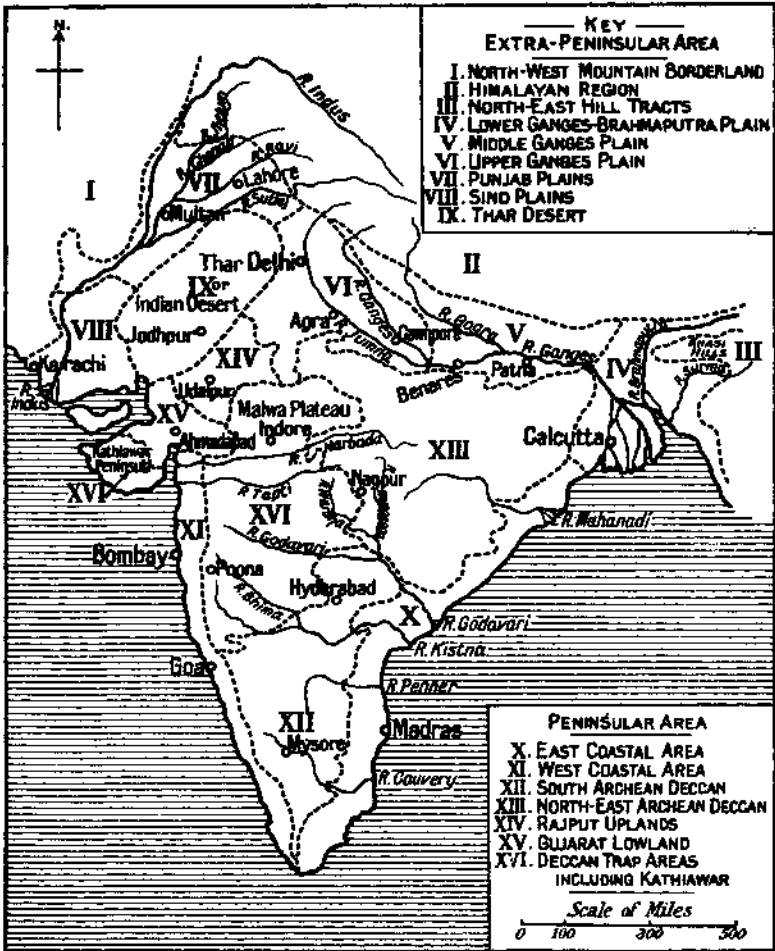 KEY
EXTRA-PENINSULAR AREA
I. NORTH-WEST MOUNTAIN BORDERLAND
II. HIMALAYAN REGION
III. NORTH-EAST HILL TRACTS
IV. LOWER GANGES-BRAHMAPUTRA PLAIN
V. MIDDLE GANGES PLAIN
VI. UPPER GANGES PLAIN
VII. PUNJAB PLAINS
VIII. SIND PLAINS
IX. THAR DESERT
N.
R. Indus
R. Ravi
I
VII
Lahore
R. Sutlej
Multan
II
Thar
Delhi
IX or
Indian Desert
VI
R. Ganges
R. Gogra
VIII
Jodhpur
Agra
R. Jumna
Cawnpore
V
R. Ganges
IV
R. Brahmaputra
KHASI
HILLS
III
R. Surma
Karachi
R.
Indus
XIV
Udaipur
Benares
Patna
XV
Malwa Plateau
Ahmadabad
Indore
Kathiawar
Peninsula
R. Narbada
XIII
Calcutta
XVI
R. Tapti
Nagpur
XI
XVI
R. Mahanadi
R. Godavari
Bombay
Poona
Hyderabad
R. Bhima
X
R. Godavari
R. Kistna
Goa
R. Penner
XII
Mysore
Madras
R. Cauvery
PENINSULAR AREA
X. EAST COASTAL AREA
XI. WEST COASTAL AREA
XII. SOUTH ARCHEAN DECCAN
XIII. NORTH-EAST ARCHEAN DECCAN
XIV. RAJPUT UPLANDS
XV. GUJARAT LOWLAND
XVI. DECCAN TRAP AREAS
INCLUDING KATHIAWAR
Scale of Miles
0 100 300 500